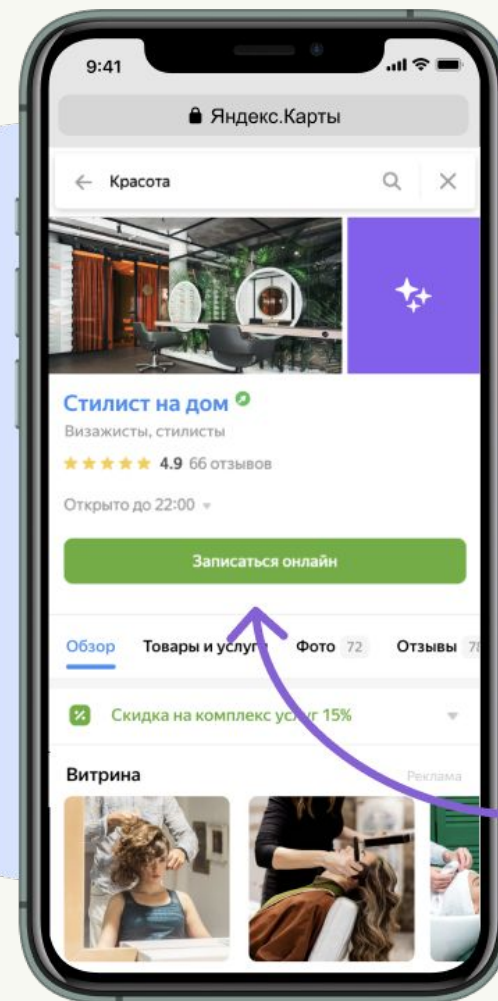 9:41
Яндекс.Карты
Красота
Стилист на дом
Визажисты, стилисты
4.9 66 отзывов
Открыто до 22:00
Записаться онлайн
Обзор Товары и услуги Фото 72 Отзывы 78
Скидка на комплекс услуг 15%
Витрина Реклама